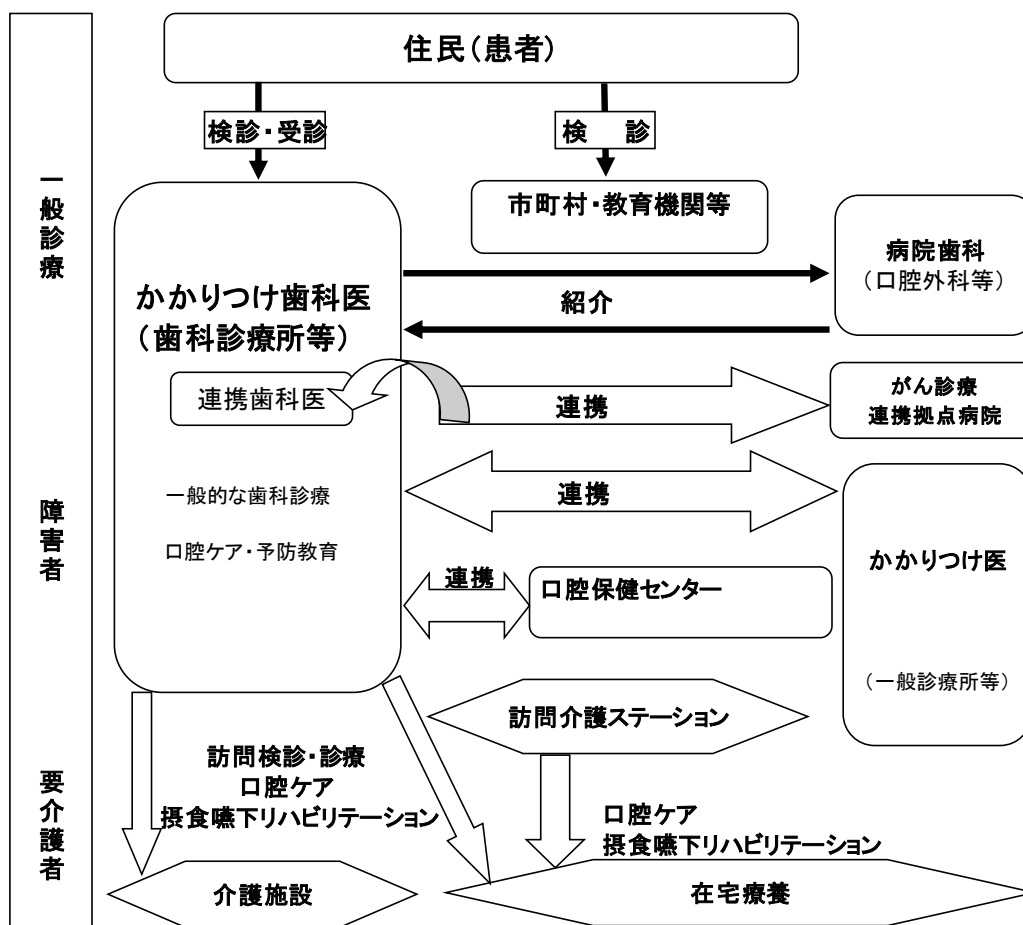 住民(患者)
検診・受診
検　診
一般診療
市町村・教育機関等
病院歯科
(口腔外科等)
かかりつけ歯科医
(歯科診療所等)
紹介
連携歯科医
連携
がん診療
連携拠点病院
一般的な歯科診療
口腔ケア・予防教育
連携
障害者
かかりつけ医
(一般診療所等)
連携
口腔保健センター
訪問介護ステーション
要介護者
訪問検診・診療
口腔ケア
摂食嚥下リハビリテーション
口腔ケア
摂食嚥下リハビリテーション
介護施設
在宅療養